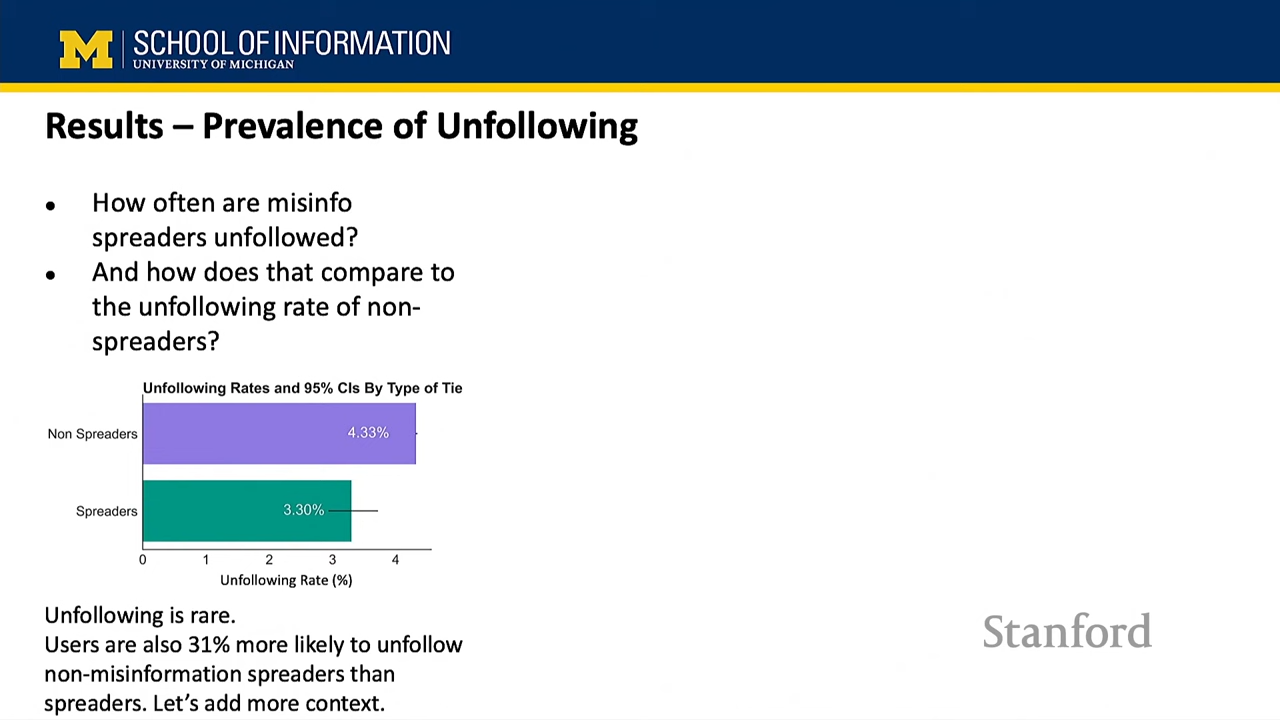 M SCHOOL OF INFORMATION
UNIVERSITY OF MICHIGAN
Results – Prevalence of Unfollowing
• How often are misinfo
spreaders unfollowed?
• And how does that compare to
the unfollowing rate of non-
spreaders?
Unfollowing Rates and 95% CIs By Type of Tie
Non Spreaders
4.33%
Spreaders
3.30%
0 1 2 3 4
Unfollowing Rate (%)
Unfollowing is rare.
Users are also 31% more likely to unfollow
non-misinformation spreaders than
spreaders. Let’s add more context.
Stanford